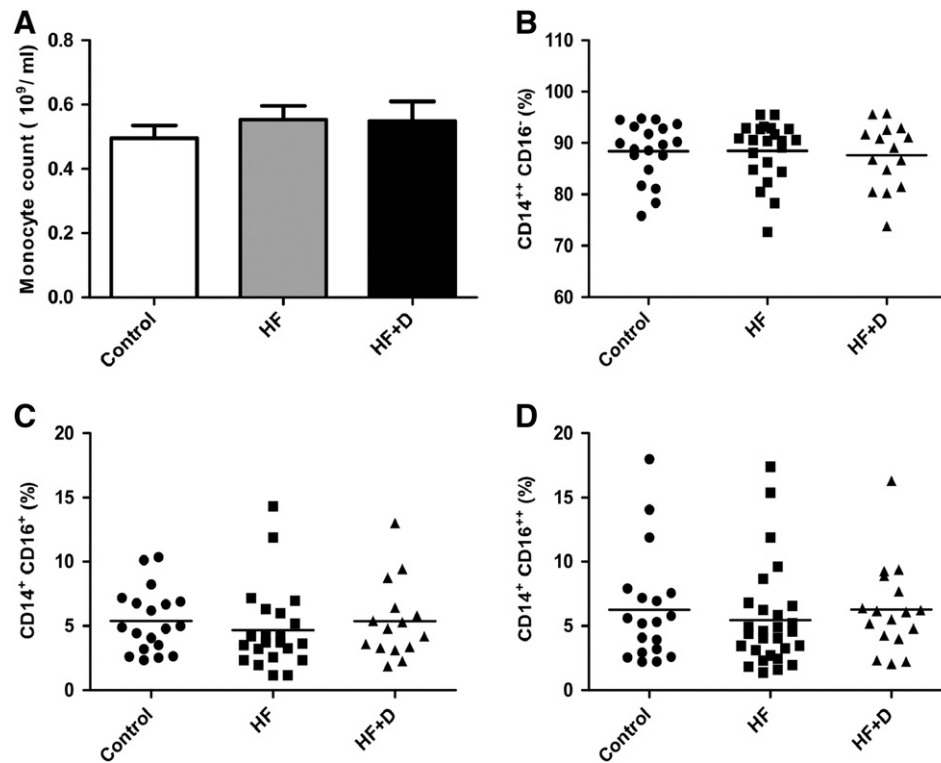 A
Monocyte count ( 10⁹/ ml)
0.8
0.6
0.4
0.2
0.0
Control
HF
HF+D
B
CD14⁺⁺ CD16⁻ (%)
100
90
80
70
60
Control
HF
HF+D
C
CD14⁺ CD16⁺ (%)
20
15
10
5
0
Control
HF
HF+D
D
CD14⁺ CD16⁺⁺ (%)
20
15
10
5
0
Control
HF
HF+D